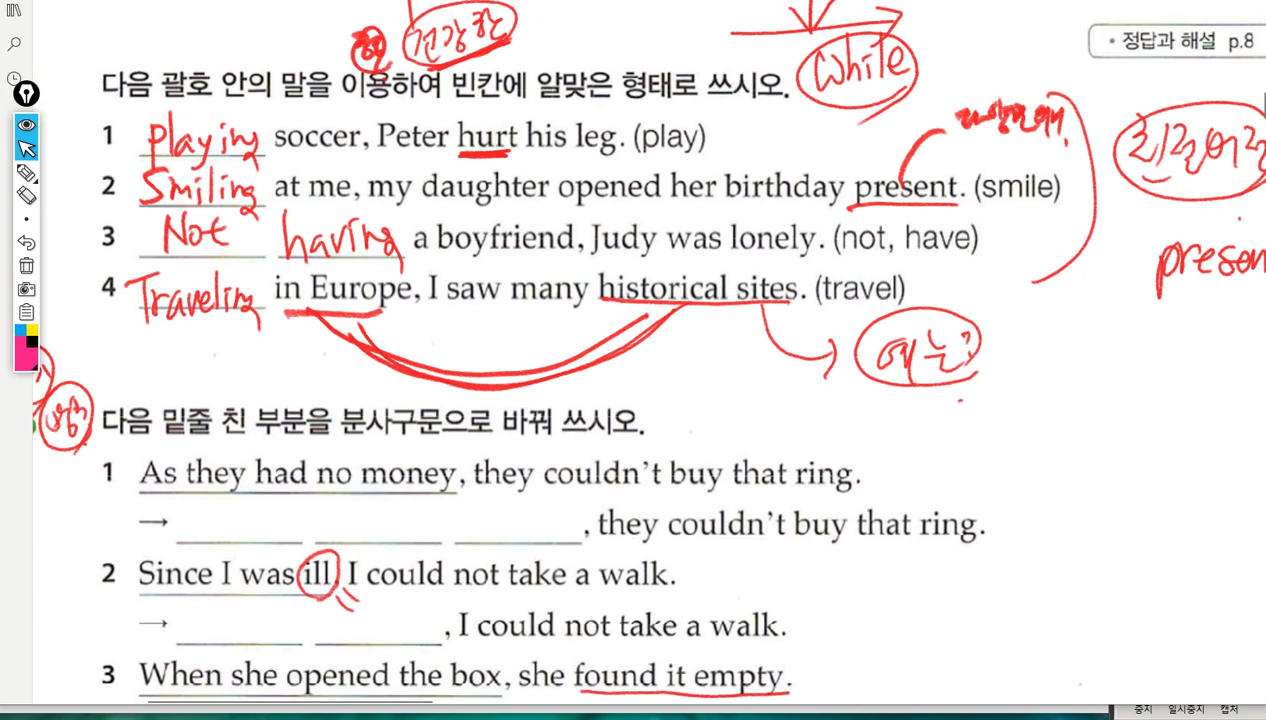 건강한
white
• 정답과 해설 p.8
다음 괄호 안의 말을 이용하여 빈칸에 알맞은 형태로 쓰시오.
1 Playing soccer, Peter hurt his leg. (play)
2 Smiling at me, my daughter opened her birthday present. (smile)
3 Not having a boyfriend, Judy was lonely. (not, have)
presen
4 Traveling in Europe, I saw many historical sites. (travel)
다음 밑줄 친 부분을 분사구문으로 바꿔 쓰시오.
1 As they had no money, they couldn't buy that ring.
→ , they couldn't buy that ring.
2 Since I was ill, I could not take a walk.
→ , I could not take a walk.
3 When she opened the box, she found it empty.
중지 일시중지 캡처